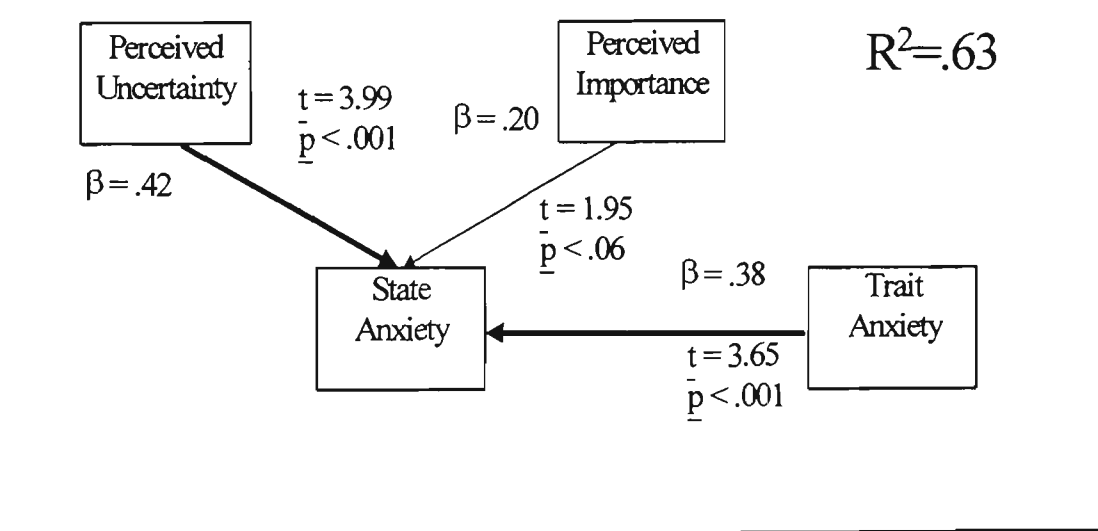 Perceived
Uncertainty
t = 3.99
p < .001
β = .42
Perceived
Importance
β = .20
t = 1.95
p < .06
R²=.63
State
Anxiety
β = .38
t = 3.65
p < .001
Trait
Anxiety